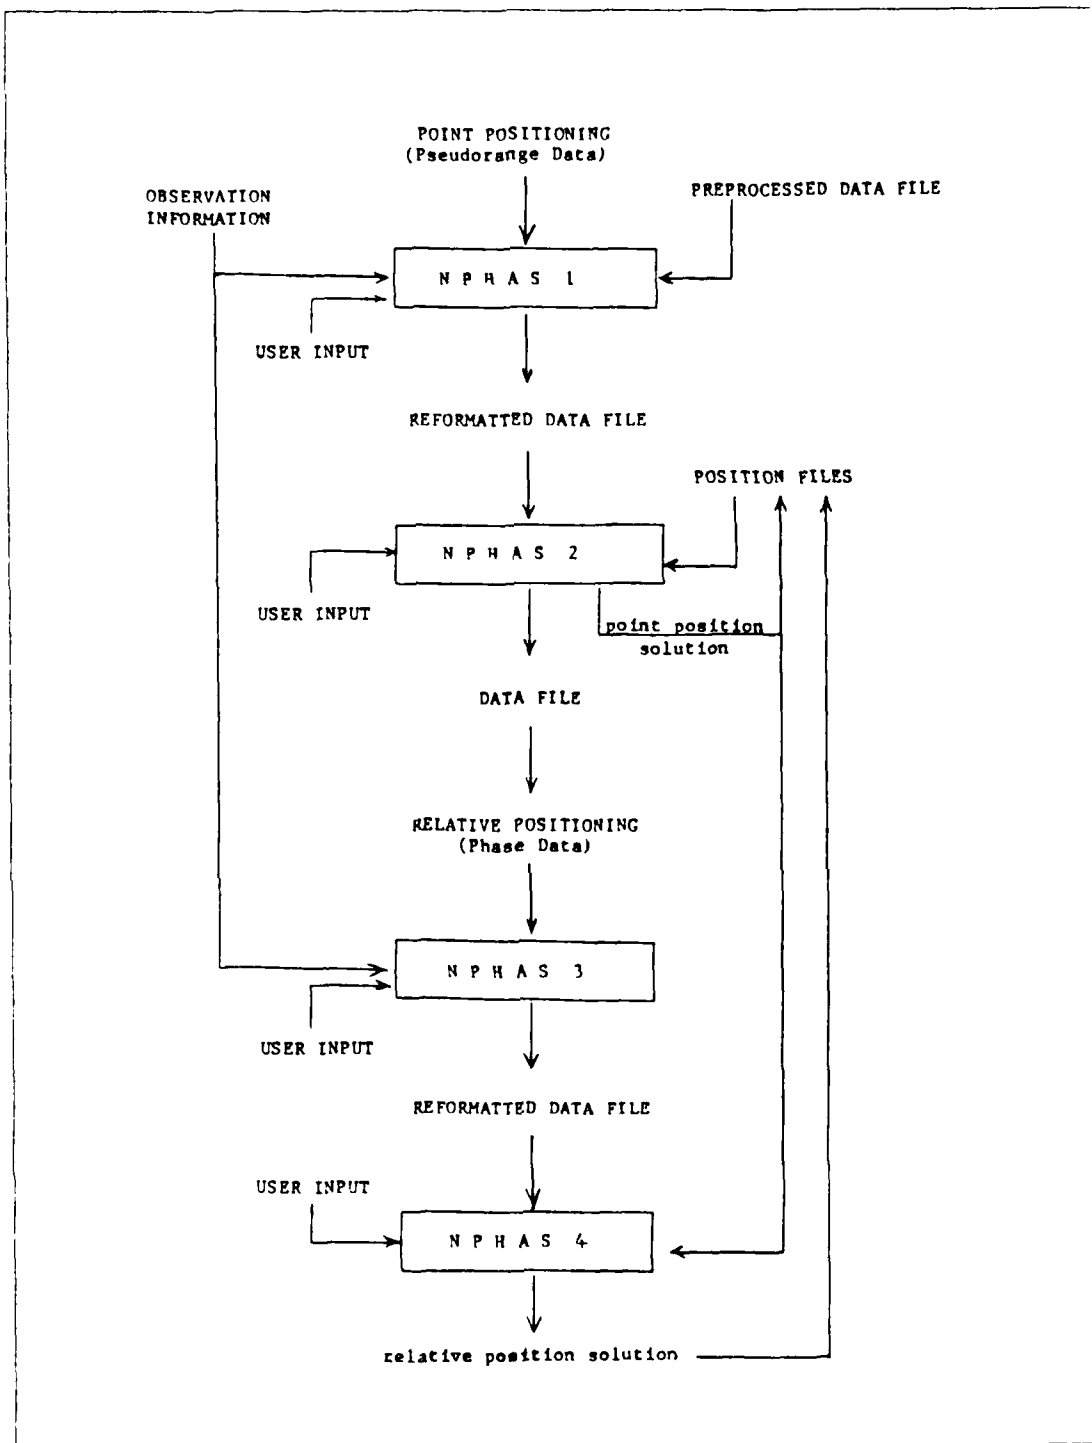 POINT POSITIONING
(Pseudorange Data)
OBSERVATION
INFORMATION
PREPROCESSED DATA FILE
N P H A S 1
USER INPUT
REFORMATTED DATA FILE
POSITION FILES
N P H A S 2
USER INPUT
point position
solution
DATA FILE
RELATIVE POSITIONING
(Phase Data)
N P H A S 3
USER INPUT
REFORMATTED DATA FILE
USER INPUT
N P H A S 4
relative position solution